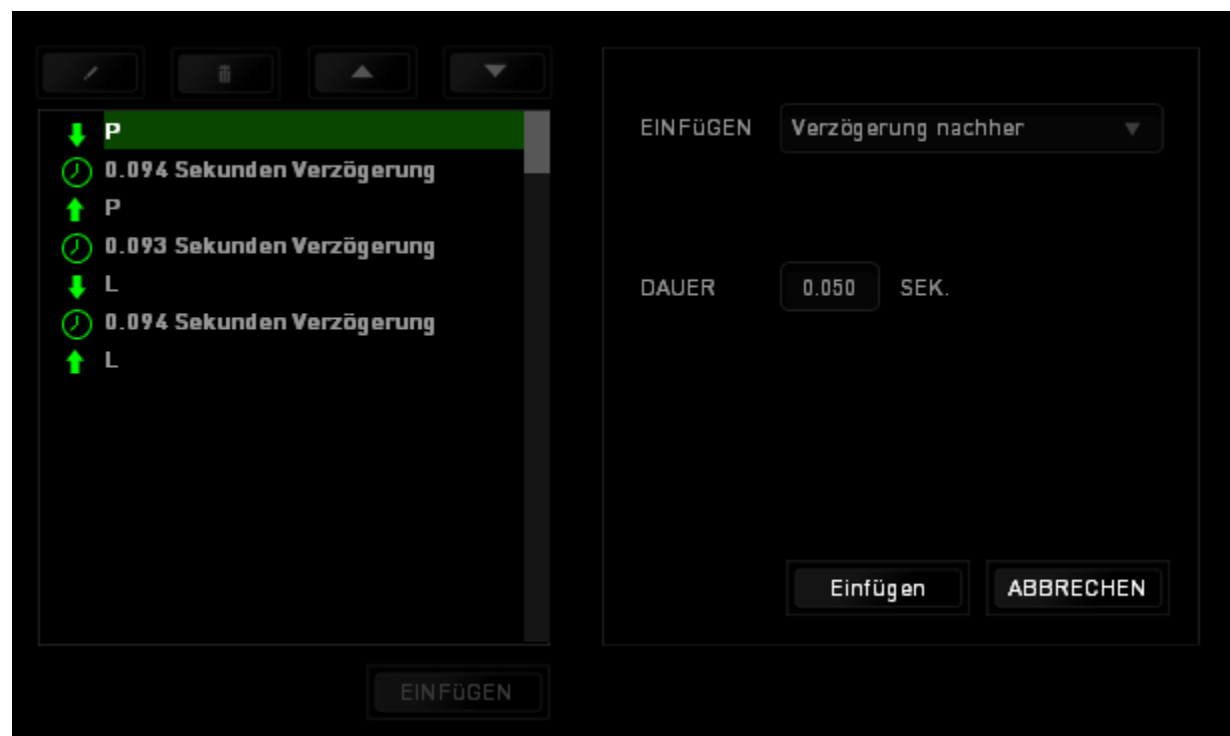 P
0.094 Sekunden Verzögerung
P
0.093 Sekunden Verzögerung
L
0.094 Sekunden Verzögerung
L
EINFüGEN
EINFüGEN Verzögerung nachher
DAUER 0.050 SEK.
Einfügen ABBRECHEN